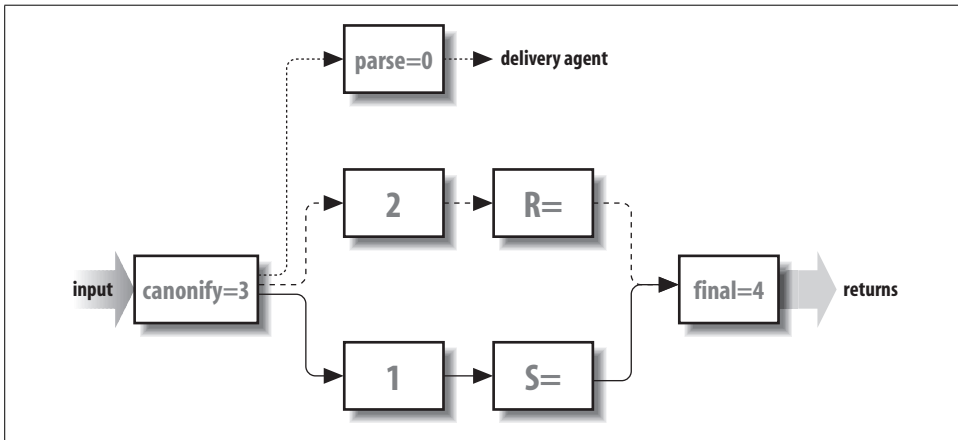 parse=0
delivery agent
2
R=
input
canonify=3
final=4
returns
1
S=